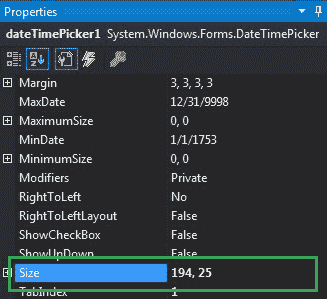 Properties
dateTimePicker1 System.Windows.Forms.DateTimePicker
Margin 3, 3, 3, 3
MaxDate 12/31/9998
MaximumSize 0, 0
MinDate 1/1/1753
MinimumSize 0, 0
Modifiers Private
RightToLeft No
RightToLeftLayout False
ShowCheckBox False
ShowUpDown False
Size 194, 25
TabIndex 1